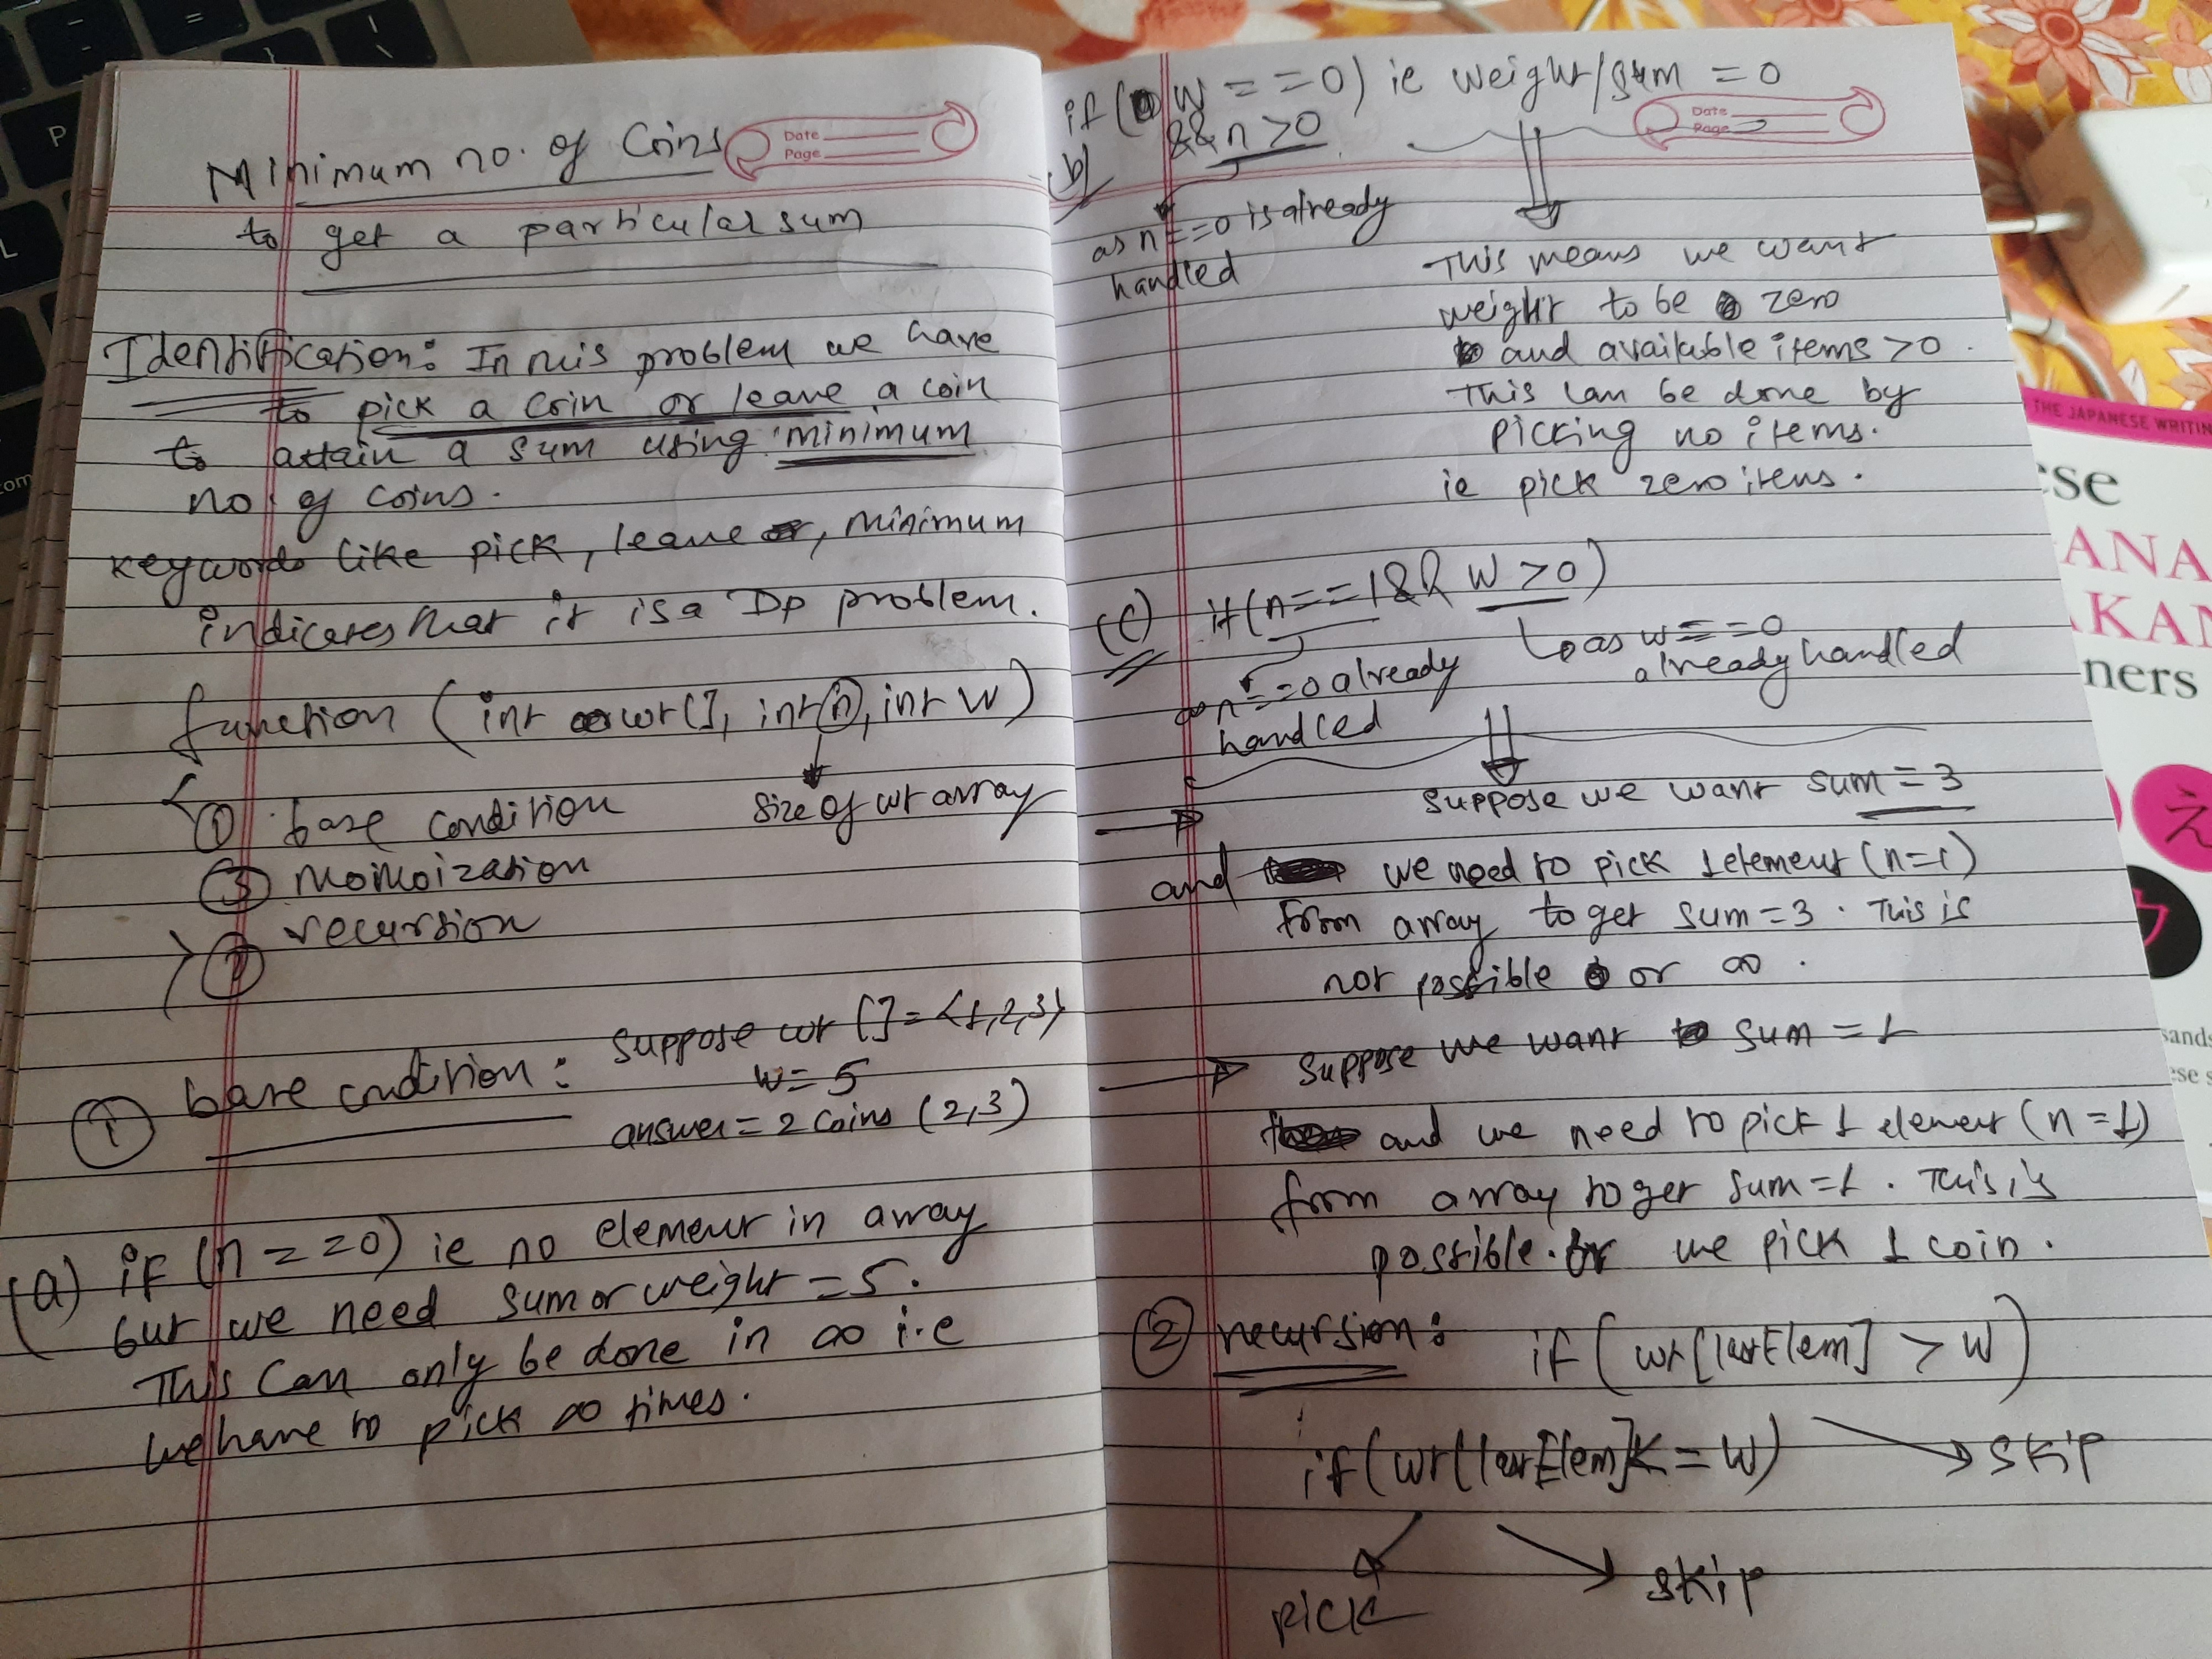 Minimum no. of Coins
Date
Page
to get a particular sum
Identification: In this problem we have
to pick a coin or leave a coin
to attain a sum using minimum
no. of coins.
keywords like pick, leave, minimum
indicates that it is a Dp problem.
function (int wt[], int n, int W)
size of wt array
① base condition
③ momoization
② recursion
① base condition: suppose wt[]={1,2,3}
W=5
answer=2 coins (2,3)
(a) if (n==0) ie no element in array
but we need sum or weight =5.
This can only be done in ∞ i.e
we have to pick ∞ times.
if (W==0) ie weight/sum =0
Date
Page
&& n>0
b)
as n==0 is already
handled
This means we want
weight to be zero
and available items >0.
This can be done by
picking no items.
ie pick zero items.
(c) if (n==1 && W>0)
as W==0
already handled
as n==0 already
handled
suppose we want sum=3
and we need to pick 1 element (n=1)
from array to get sum=3. This is
not possible or ∞.
suppose we want sum=1
and we need to pick 1 element (n=1)
from array to get sum=1. This is
possible. we pick 1 coin.
② recursion: if (wt[lastElem] > W)
skip
if (wt[lastElem] <= W)
pick
skip
THE JAPANESE WRITIN
ese
ANA
KAN
ners
え
sands
ese s
P
L
com